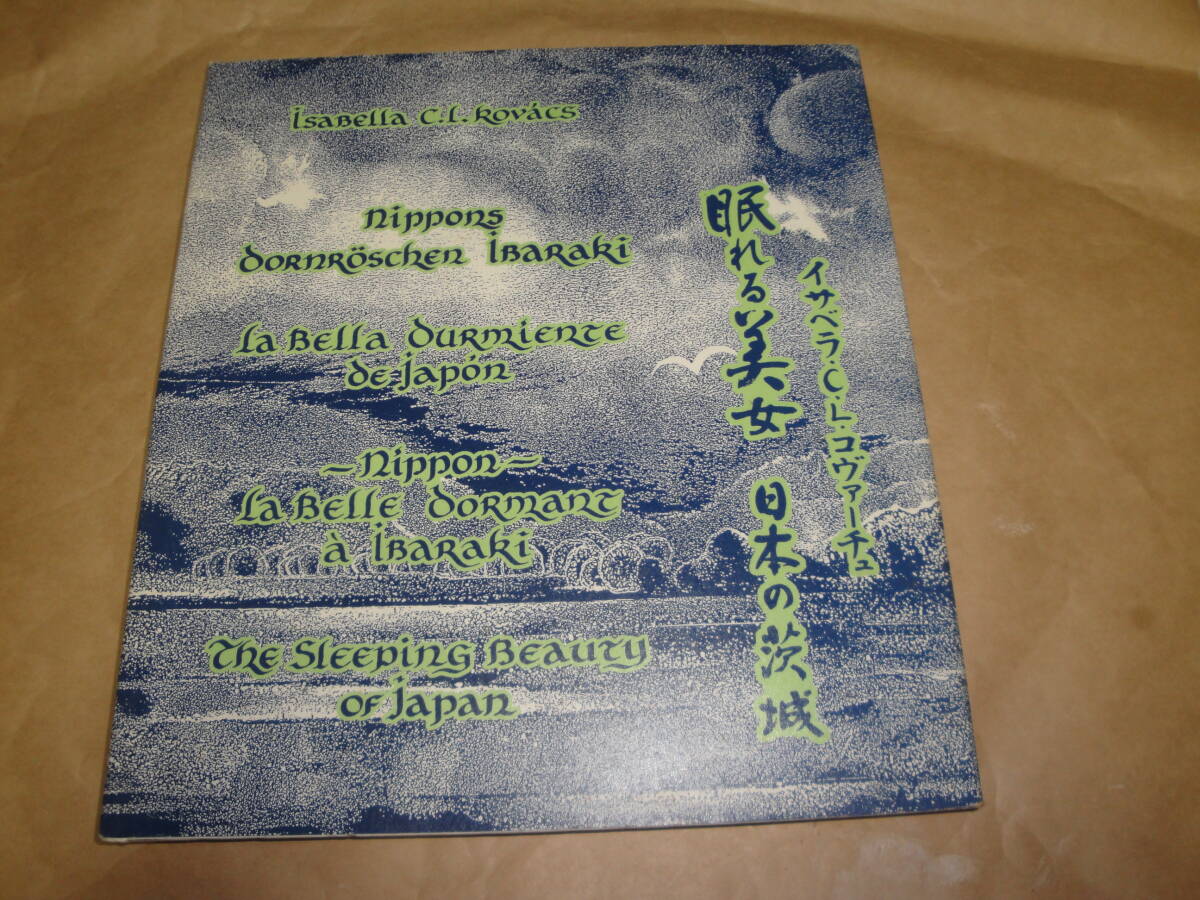 Isabella C.L. Kovács
Nippons
Dornröschen Ibaraki
La Bella Durmiente
de Japón
~Nippon~
La Belle Dormant
à Ibaraki
The Sleeping Beauty
of Japan
眠れる美女 日本の茨城
イサベラ・C・L・コヴァーチュ